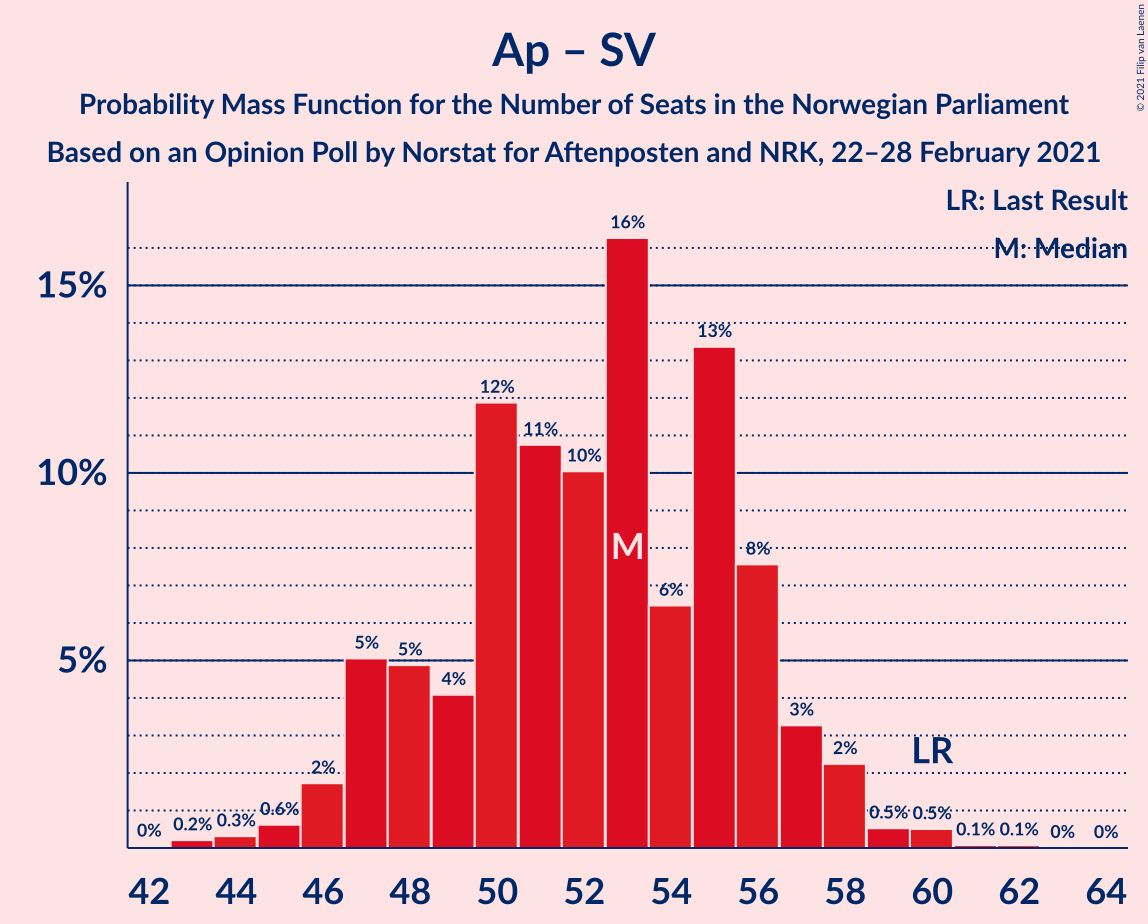 Ap – SV
Probability Mass Function for the Number of Seats in the Norwegian Parliament
Based on an Opinion Poll by Norstat for Aftenposten and NRK, 22–28 February 2021
© 2021 Filip van Laenen
LR: Last Result
M: Median
15%
10%
5%
0%
0.2%
0.3%
0.6%
2%
5%
5%
4%
12%
11%
10%
16%
6%
13%
8%
3%
2%
0.5%
0.5%
0.1%
0.1%
0%
0%
M
LR
42 44 46 48 50 52 54 56 58 60 62 64